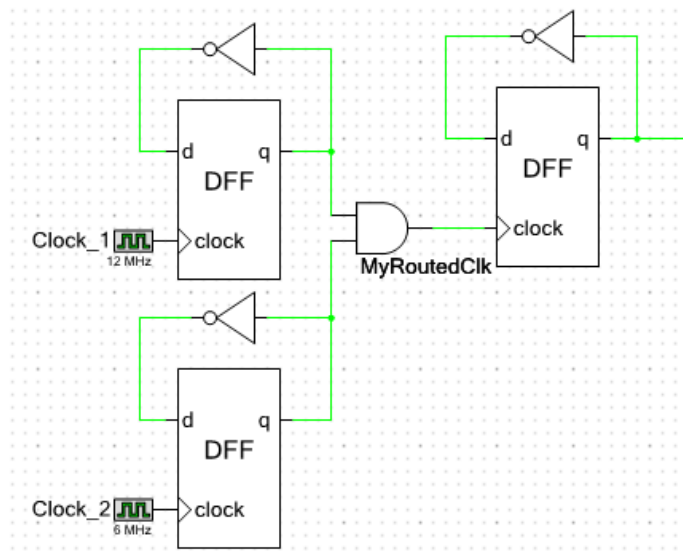 d q
DFF
Clock_1 clock
12 MHz
d q
DFF
clock
MyRoutedClk
d q
DFF
Clock_2 clock
6 MHz